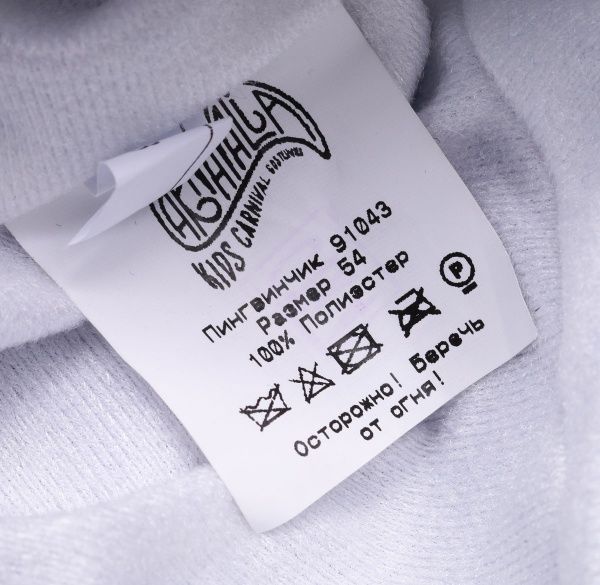 KIDS CARNIVAL COSTUMES
Пингвинчик 91043
Размер 54
100% Полиэстер
P
Осторожно! Беречь
от огня!